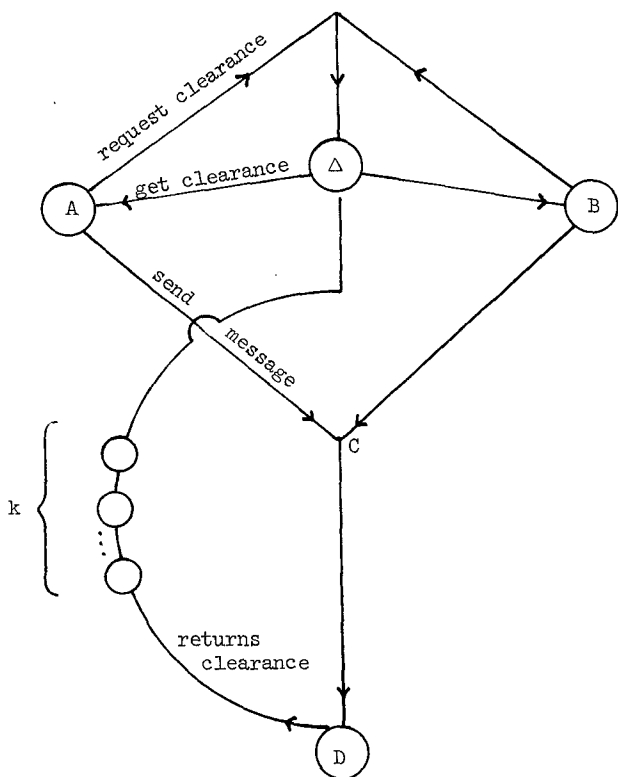 request clearance
Δ
get clearance
A
B
send
message
C
k
returns
clearance
D